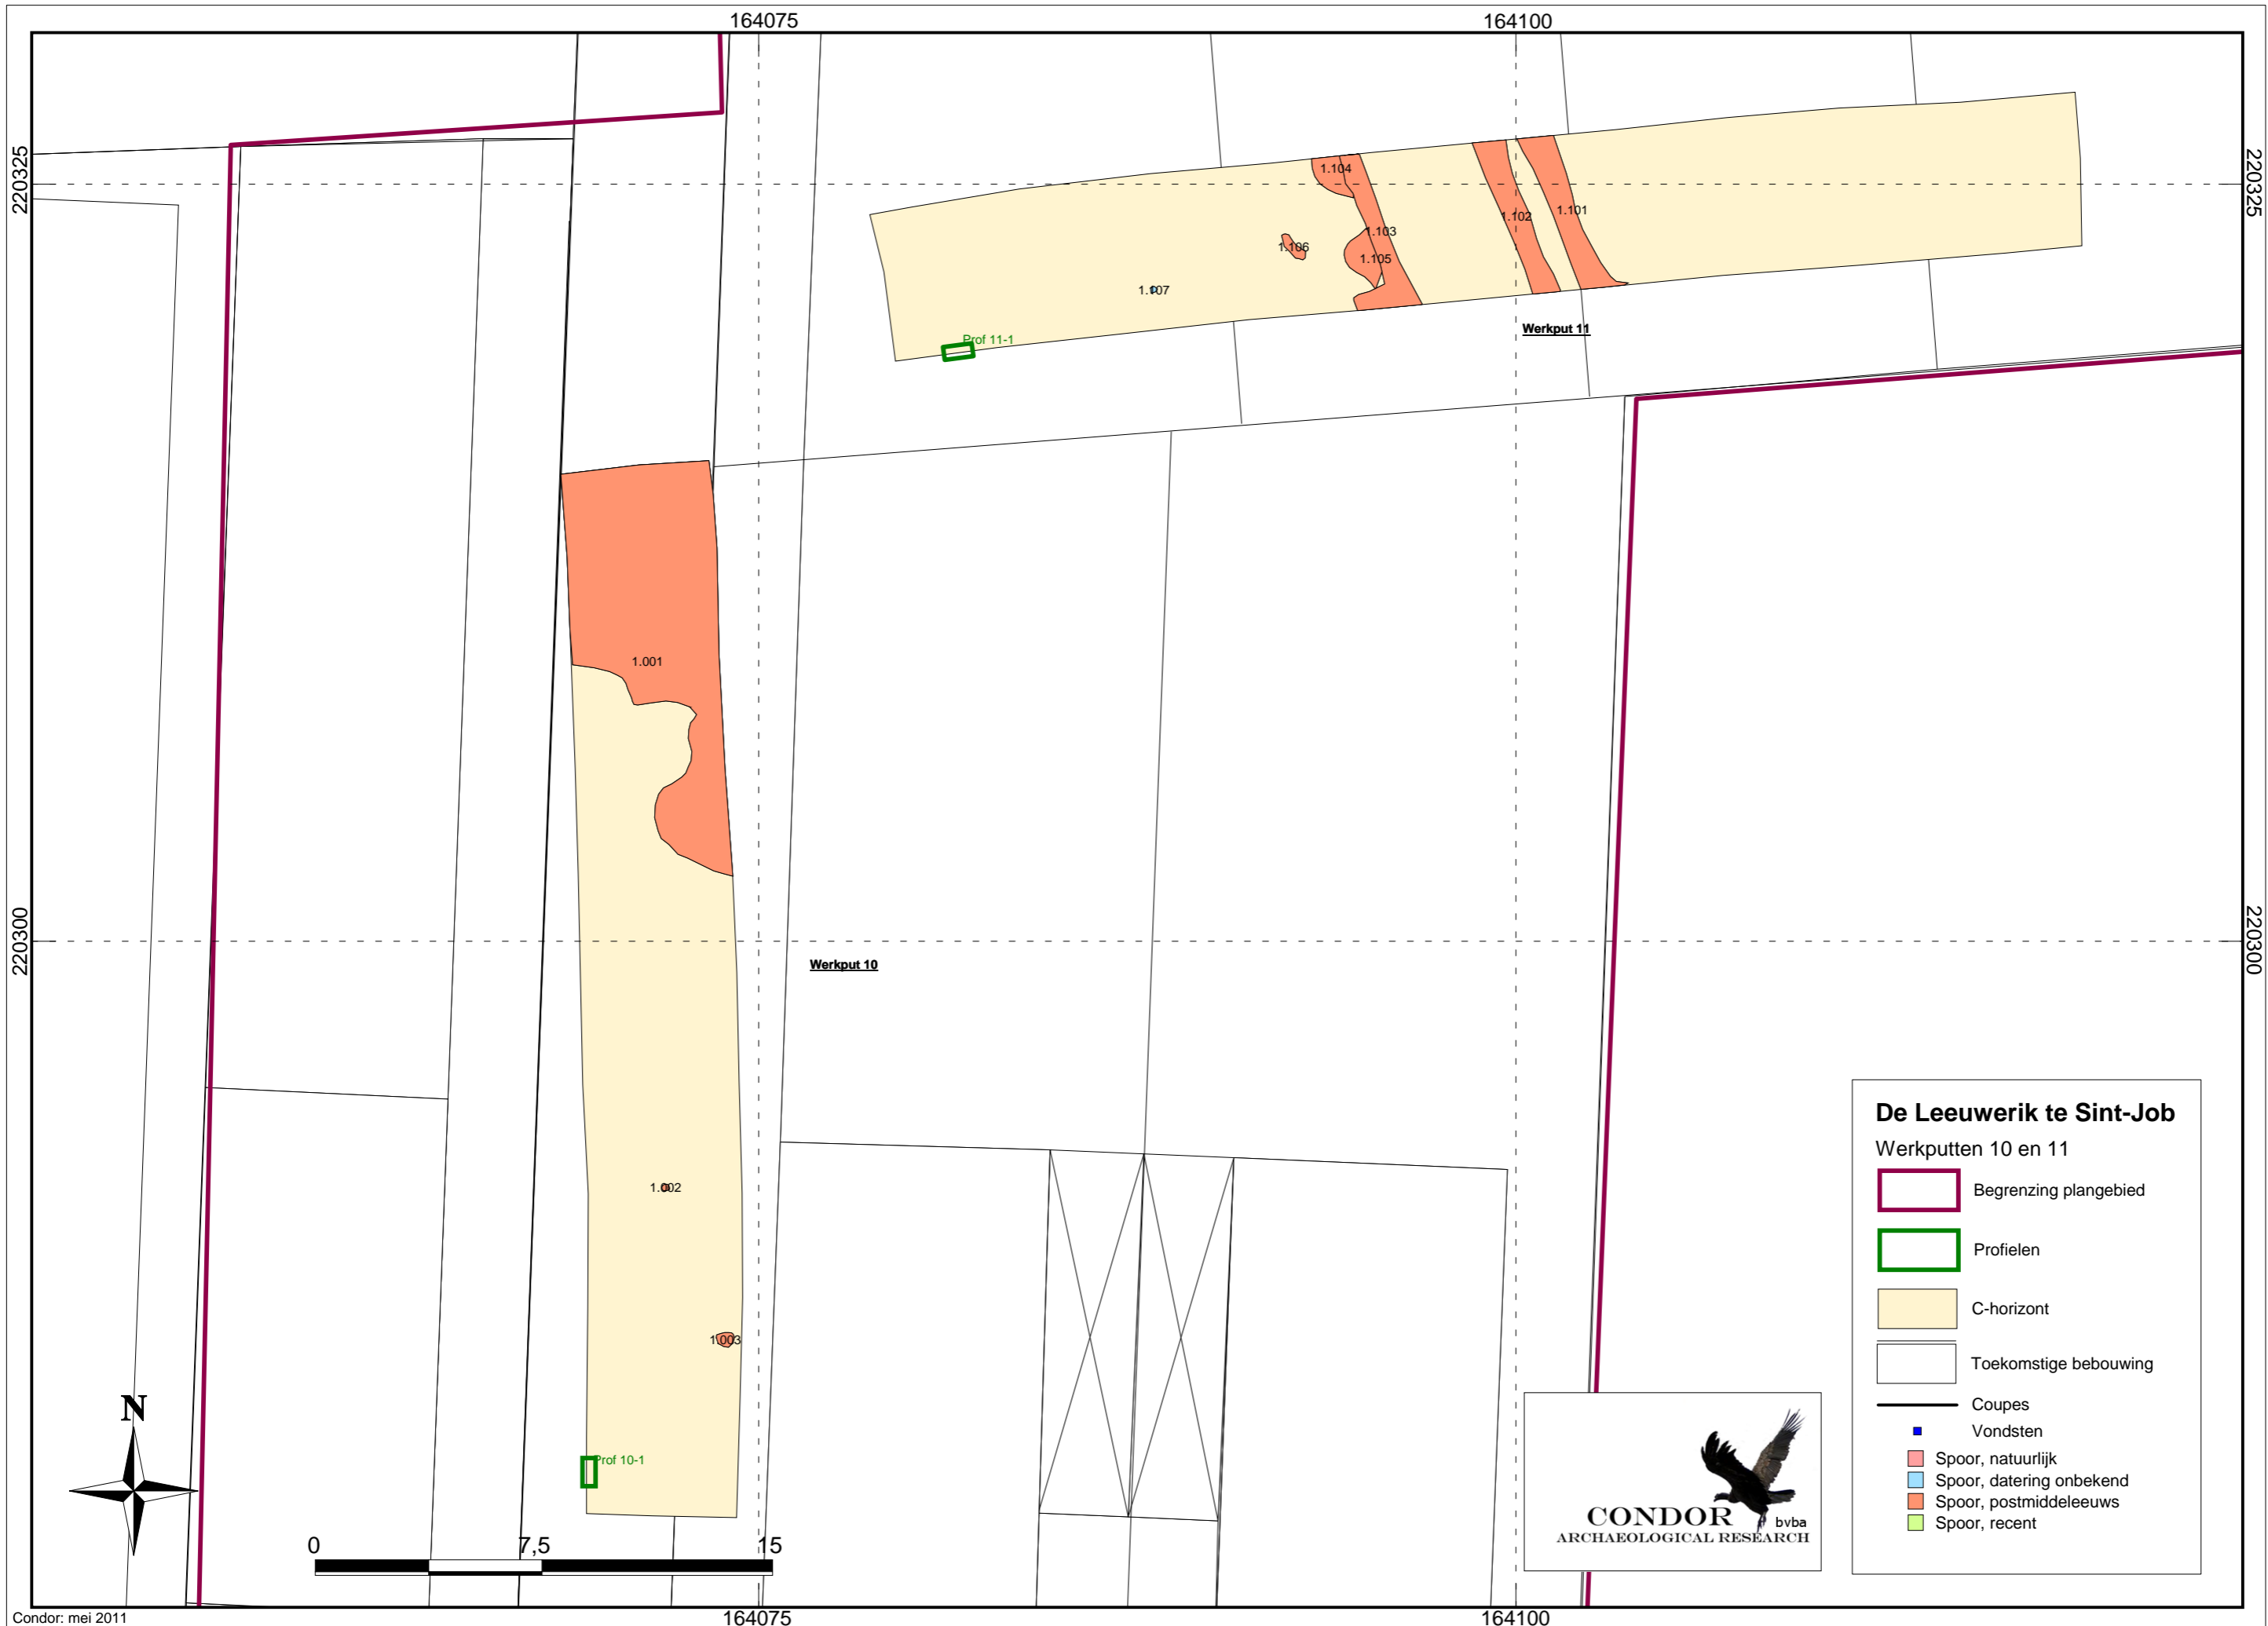 164075
164100
220325
220325
1.104
1.103
1.102
1.101
1.106
1.105
1.107
Werkput 11
Prof 11-1
1.001
220300
220300
Werkput 10
1.002
1.003
Prof 10-1
N
0
7,5
15
De Leeuwerik te Sint-Job
Werkputten 10 en 11
Begrenzing plangebied
Profielen
C-horizont
Toekomstige bebouwing
Coupes
Vondsten
Spoor, natuurlijk
Spoor, datering onbekend
Spoor, postmiddeleeuws
Spoor, recent
CONDOR bvba
ARCHAEOLOGICAL RESEARCH
Condor: mei 2011
164075
164100